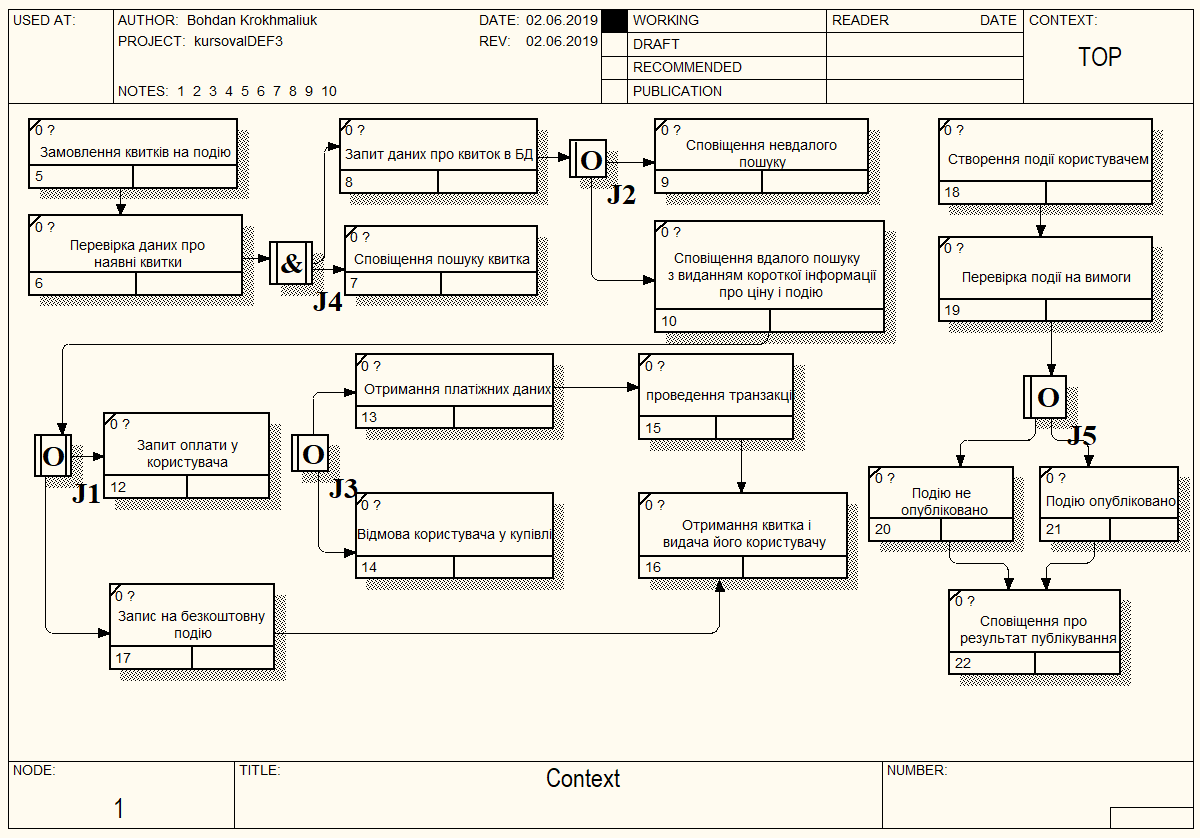 USED AT:
AUTHOR: Bohdan Krokhmaliuk
DATE: 02.06.2019
PROJECT: kursovalDEF3
REV: 02.06.2019
NOTES: 1 2 3 4 5 6 7 8 9 10
WORKING
DRAFT
RECOMMENDED
PUBLICATION
READER
DATE
CONTEXT:
TOP
0 ?
Замовлення квитків на подію
5
0 ?
Перевірка даних про
наявні квитки
6
&
J4
0 ?
Запит даних про квиток в БД
8
0 ?
Сповіщення пошуку квитка
7
O
J2
0 ?
Сповіщення невдалого
пошуку
9
0 ?
Сповіщення вдалого пошуку
з виданням короткої інформації
про ціну і подію
10
0 ?
Створення події користувачем
18
0 ?
Перевірка події на вимоги
19
O
J5
0 ?
Подію не
опубліковано
20
0 ?
Подію опубліковано
21
0 ?
Сповіщення про
результат публікування
22
O
J1
0 ?
Запит оплати у
користувача
12
O
J3
0 ?
Отримання платіжних даних
13
0 ?
проведення транзакці
15
0 ?
Відмова користувача у купівлі
14
0 ?
Отримання квитка і
видача його користувачу
16
0 ?
Запис на безкоштовну
подію
17
NODE:
1
TITLE:
Context
NUMBER: